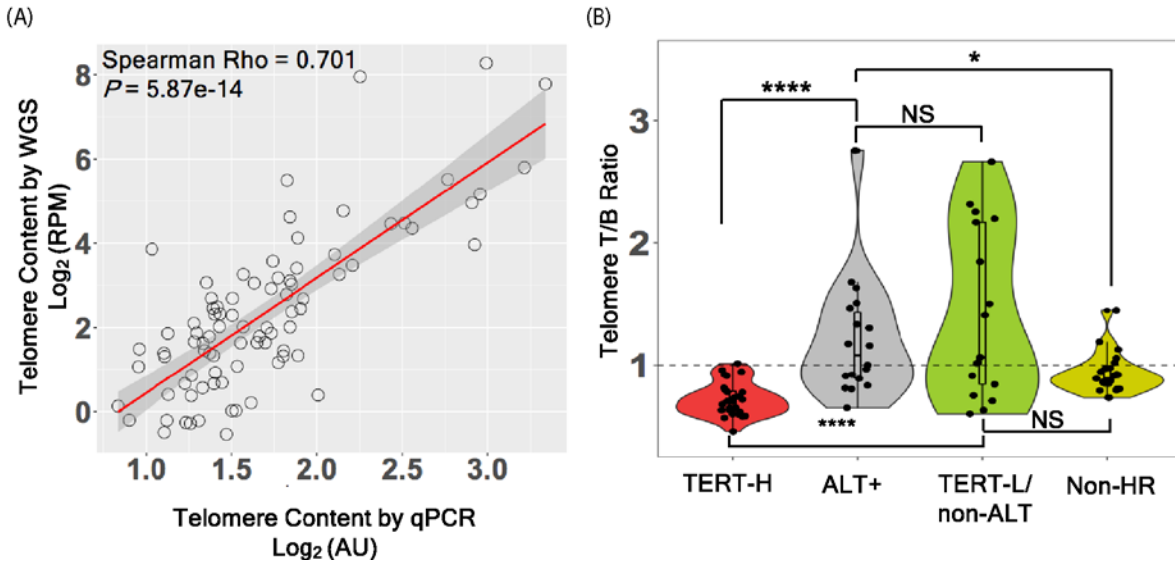 (A)
Spearman Rho = 0.701
P = 5.87e-14
Telomere Content by WGS
Log₂ (RPM)
8
6
4
2
0
1.0 1.5 2.0 2.5 3.0
Telomere Content by qPCR
Log₂ (AU)
(B)
*
****
NS
Telomere T/B Ratio
3
2
1
****
NS
TERT-H ALT+ TERT-L/ Non-HR
non-ALT